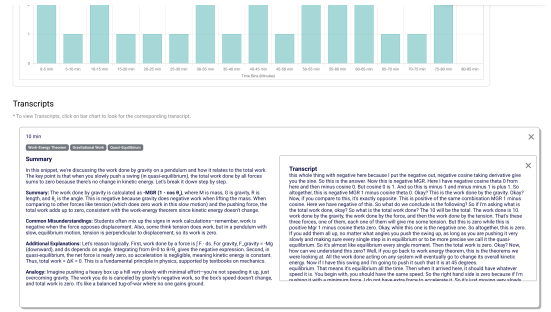 0-5 min 5-10 min 10-15 min 15-20 min 20-25 min 25-30 min 30-35 min 35-40 min 40-45 min 45-50 min 50-55 min 55-60 min 60-65 min 65-70 min 70-75 min 75-80 min 80-85 min
Time Bins (Minutes)
Transcripts
* To view Transcripts, click on bar chart to look for the corresponding transcript.
10 min
Work-Energy Theorem Gravitational Work Quasi-Equilibrium
Summary
In this snippet, we're discussing the work done by gravity on a pendulum and how it relates to the total work.
The key point is that when you slowly push a swing (in quasi-equilibrium), the total work done by all forces
sums to zero because there's no change in kinetic energy. Let's break it down step by step.
Summary: The work done by gravity is calculated as -MGR (1 - cos θ), where M is mass, G is gravity, R is
length, and θ is the angle. This is negative because gravity does negative work when lifting the mass. When
comparing to other forces like tension (which does zero work in this slow motion) and the pushing force, the
total work adds up to zero, consistent with the work-energy theorem since kinetic energy doesn't change.
Common Misunderstandings: Students often mix up the signs in work calculations—remember, work is
negative when the force opposes displacement. Also, some think tension does work, but in a pendulum with
slow, equilibrium motion, tension is perpendicular to displacement, so its work is zero.
Additional Explanations: Let's reason logically. First, work done by a force is ∫ F · ds. For gravity,
(downward), and ds depends on angle. Integrating from gives the negative expression. Second, in
quasi-equilibrium, the net force is nearly zero, so acceleration is negligible, meaning kinetic energy is constant.
Thus, total work = ΔK = 0. This is a fundamental principle in physics, supported by textbooks on mechanics.
Analogy: Imagine pushing a heavy box up a hill very slowly with minimal effort—you're not speeding it up, just
overcoming gravity. The work you do is canceled by gravity's negative work, so the box's speed doesn't change,
and total work is zero. It's like a balanced tug-of-war where no one gains ground.
Transcript
this whole thing with negative here because I put the negative out, negative cosine taking derivative give
you the sine. So this is the answer. Now this is negative MGR. Here I have negative cosine theta 0 from
here and then minus cosine 0. But cosine 0 is 1. And so this is minus 1 and minus minus 1 is plus 1. So
altogether, this is negative MGR 1 minus cosine theta 0. Okay? This is the work done by the gravity. Okay?
Now, if you compare to this, it's exactly opposite. This is positive of the same combination MGR 1 minus
cosine. Here we have negative of this. So what do we conclude is the following? So if I'm asking what is
the total work done, okay? So what is the total work done? The 10 will be the total work. The work done is 10,
work done by the gravity, the work done by the force, and then the work done by the tension. That's these
three forces, one of them, each one of them will give me some tension. But this is zero while this is
positive Mgr 1 minus cosine theta zero. Okay, while this one is the negative one. So altogether, this is zero.
If you add them all up, no matter what angles you push the swing up, as long as you are pushing it very
slowly and making sure every single step is in equilibrium or to be more precise we call it the quasi-
equilibrium. So it's almost like equilibrium every single moment. Then the total work is zero. Okay? Now,
how can we understand this zero? Well, if you go back to work energy theorem, this is the theorems we
were looking at. All the work done acting on any system will eventually go to change its overall kinetic
energy. Now if I have this swing and I'm going to push it such that it is at 45 degrees
equilibrium. That means it's equilibrium all the time. Then when it arrived here, it should have whatever
speed it is, 0. You begin with, you should have the same speed. So the right hand side is zero because if I'm